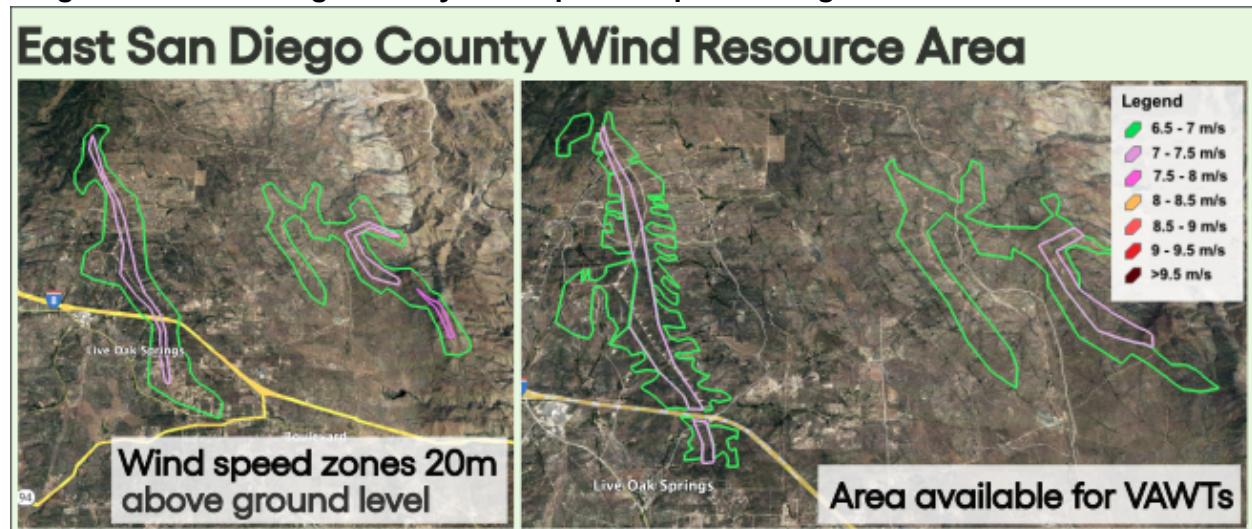 East San Diego County Wind Resource Area
8
Live Oak Springs
Boulevard
94
Wind speed zones 20m
above ground level
Legend
6.5 - 7 m/s
7 - 7.5 m/s
7.5 - 8 m/s
8 - 8.5 m/s
8.5 - 9 m/s
9 - 9.5 m/s
>9.5 m/s
Live Oak Springs
Area available for VAWTs